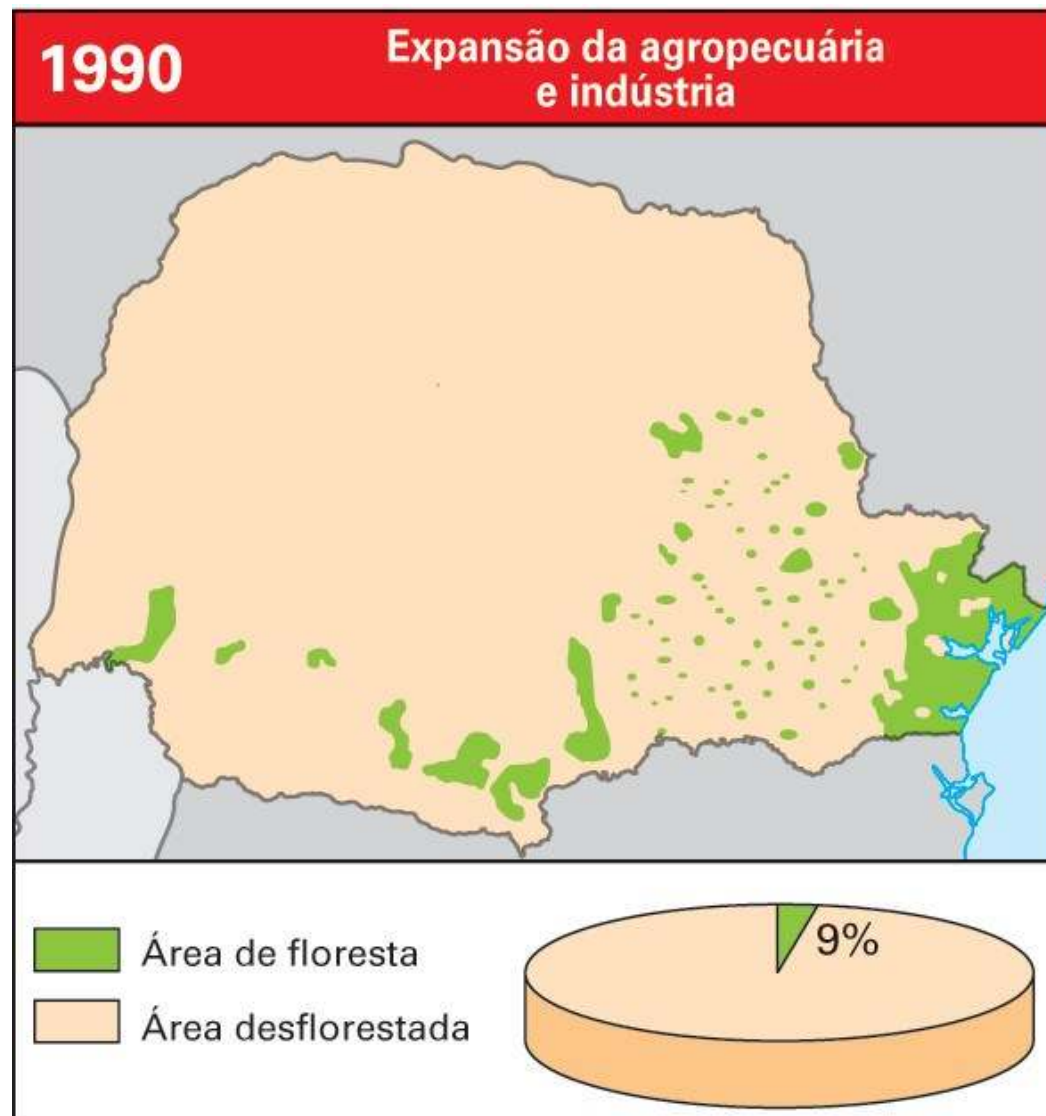 1990
Expansão da agropecuária
e indústria
Área de floresta
Área desflorestada
9%